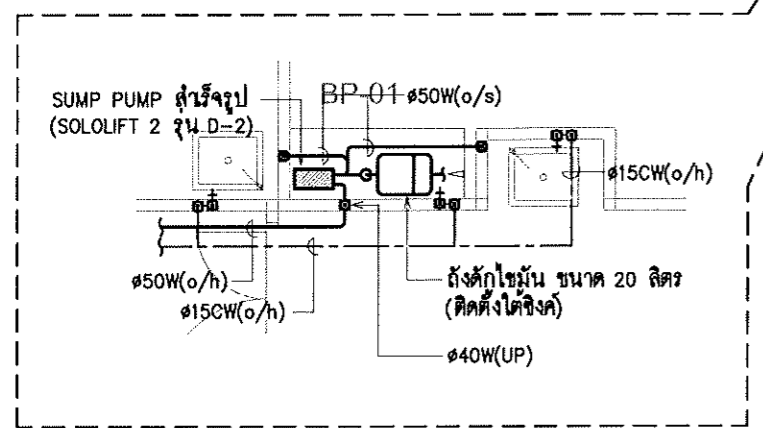 SUMP PUMP สำเร็จรูป
(SOLOLIFT 2 รุ่น D-2)
BP-01
ø50W(o/s)
ø15CW(o/h)
ø50W(o/h)
ø15CW(o/h)
ถังดักไขมัน ขนาด 20 ลิตร
(ติดตั้งใต้ซิงค์)
ø40W(UP)